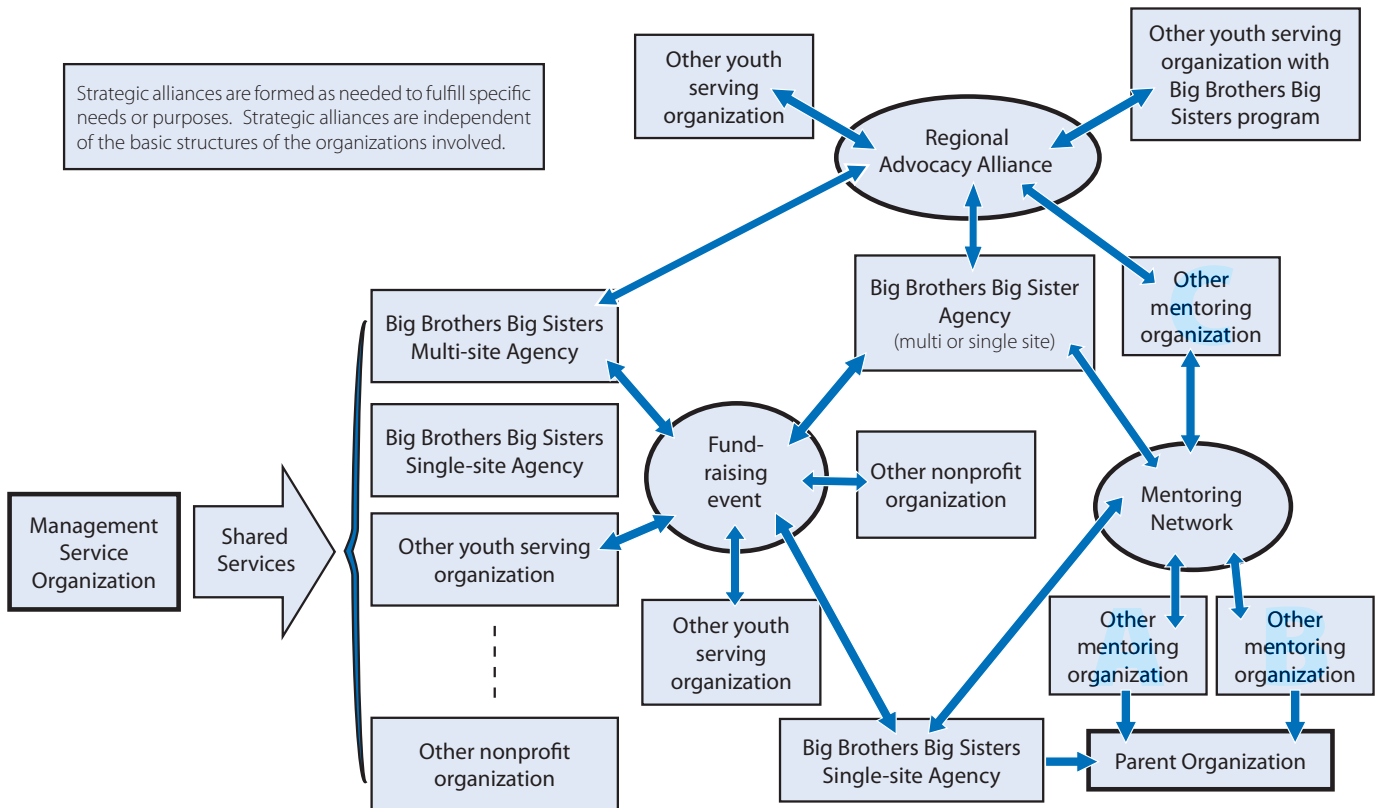 Strategic alliances are formed as needed to fulfill specific
needs or purposes.  Strategic alliances are independent
of the basic structures of the organizations involved.
Other youth
serving
organization
Other youth serving
organization with
Big Brothers Big
Sisters program
Regional
Advocacy Alliance
Big Brothers Big Sisters
Multi-site Agency
Big Brothers Big Sister
Agency
(multi or single site)
C
Other
mentoring
organization
Big Brothers Big Sisters
Single-site Agency
Fund-
raising
event
Other nonprofit
organization
Mentoring
Network
Management
Service
Organization
Shared
Services
Other youth serving
organization
Other youth
serving
organization
A
Other
mentoring
organization
B
Other
mentoring
organization
Other nonprofit
organization
Big Brothers Big Sisters
Single-site Agency
Parent Organization